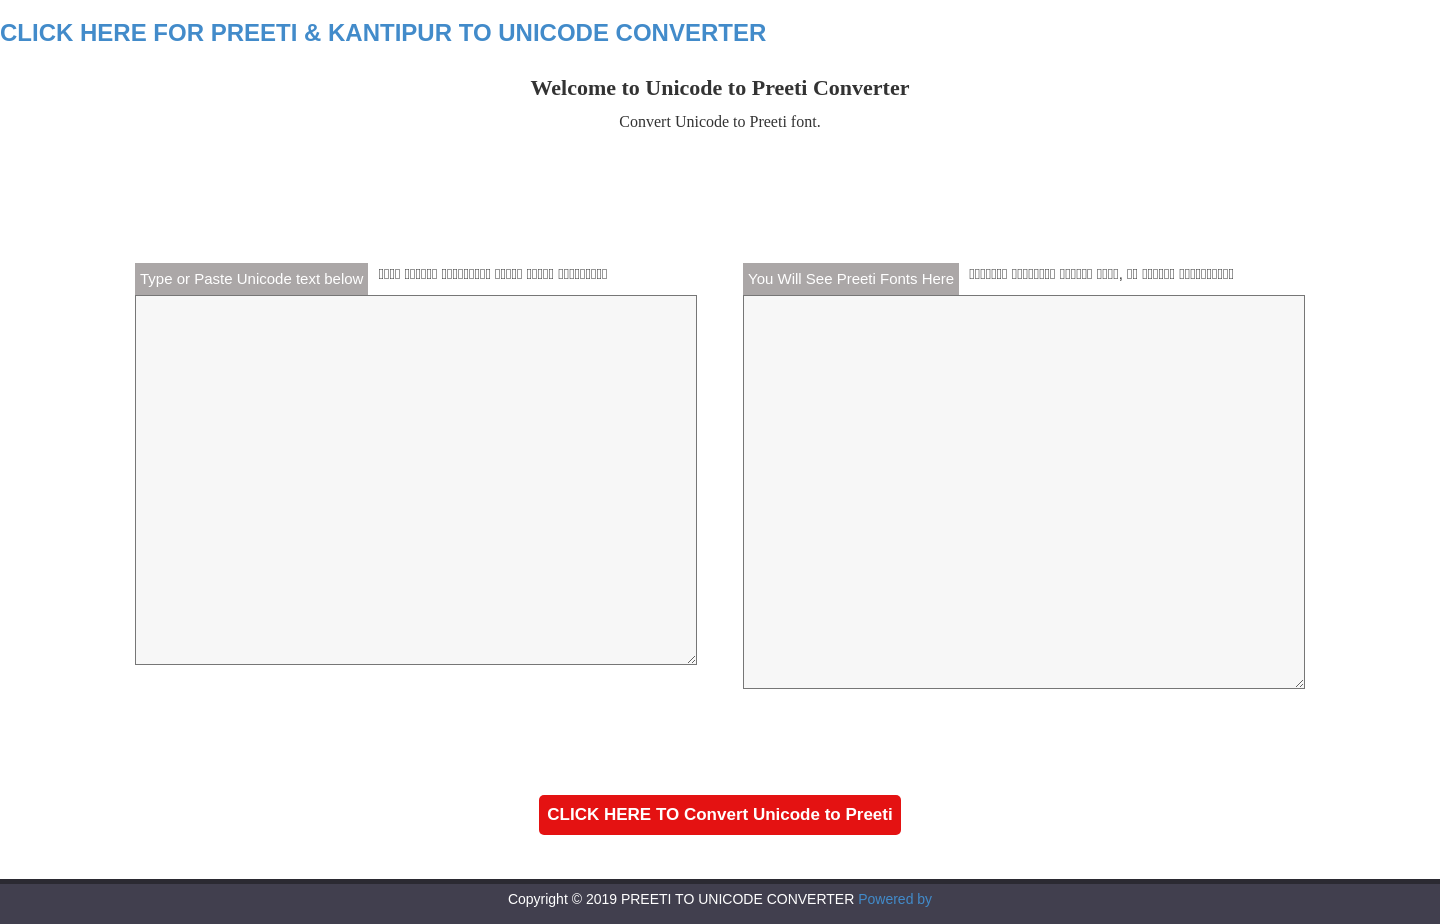 CLICK HERE FOR PREETI & KANTIPUR TO UNICODE CONVERTER
Welcome to Unicode to Preeti Converter
Convert Unicode to Preeti font.
Type or Paste Unicode text below
You Will See Preeti Fonts Here
CLICK HERE TO Convert Unicode to Preeti
Copyright © 2019 PREETI TO UNICODE CONVERTER Powered by